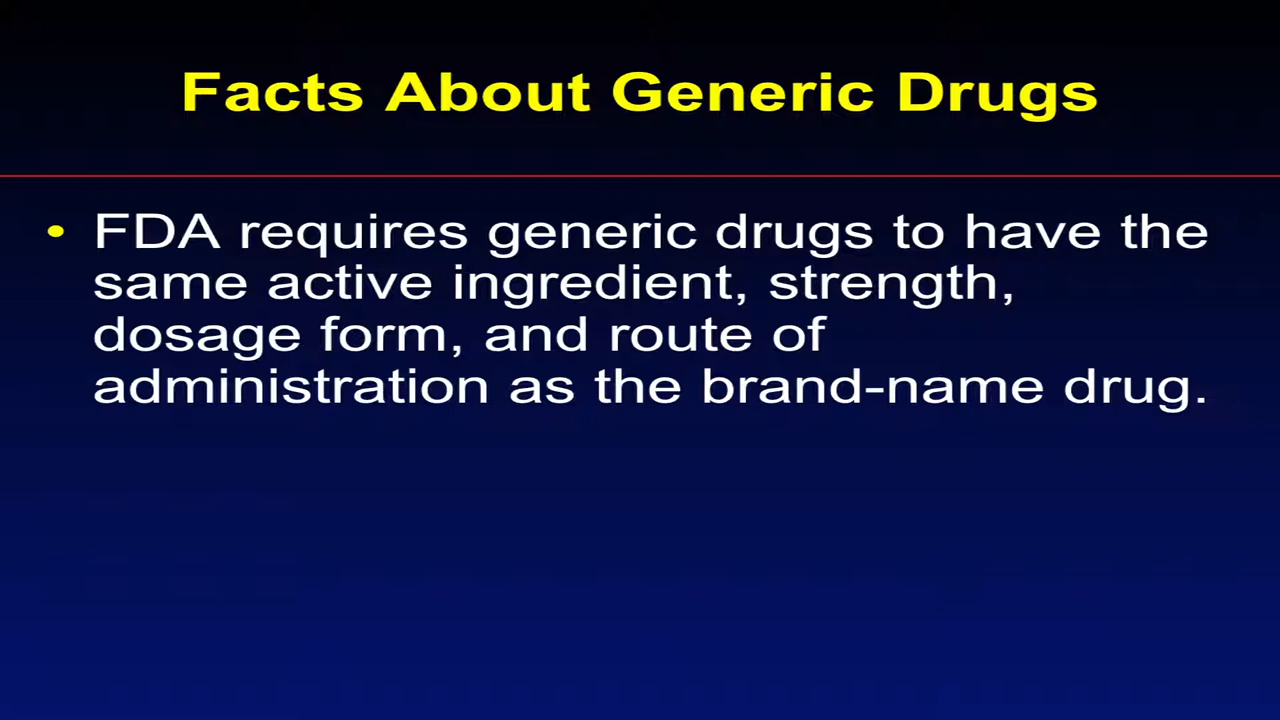 Facts About Generic Drugs
• FDA requires generic drugs to have the
same active ingredient, strength,
dosage form, and route of
administration as the brand-name drug.